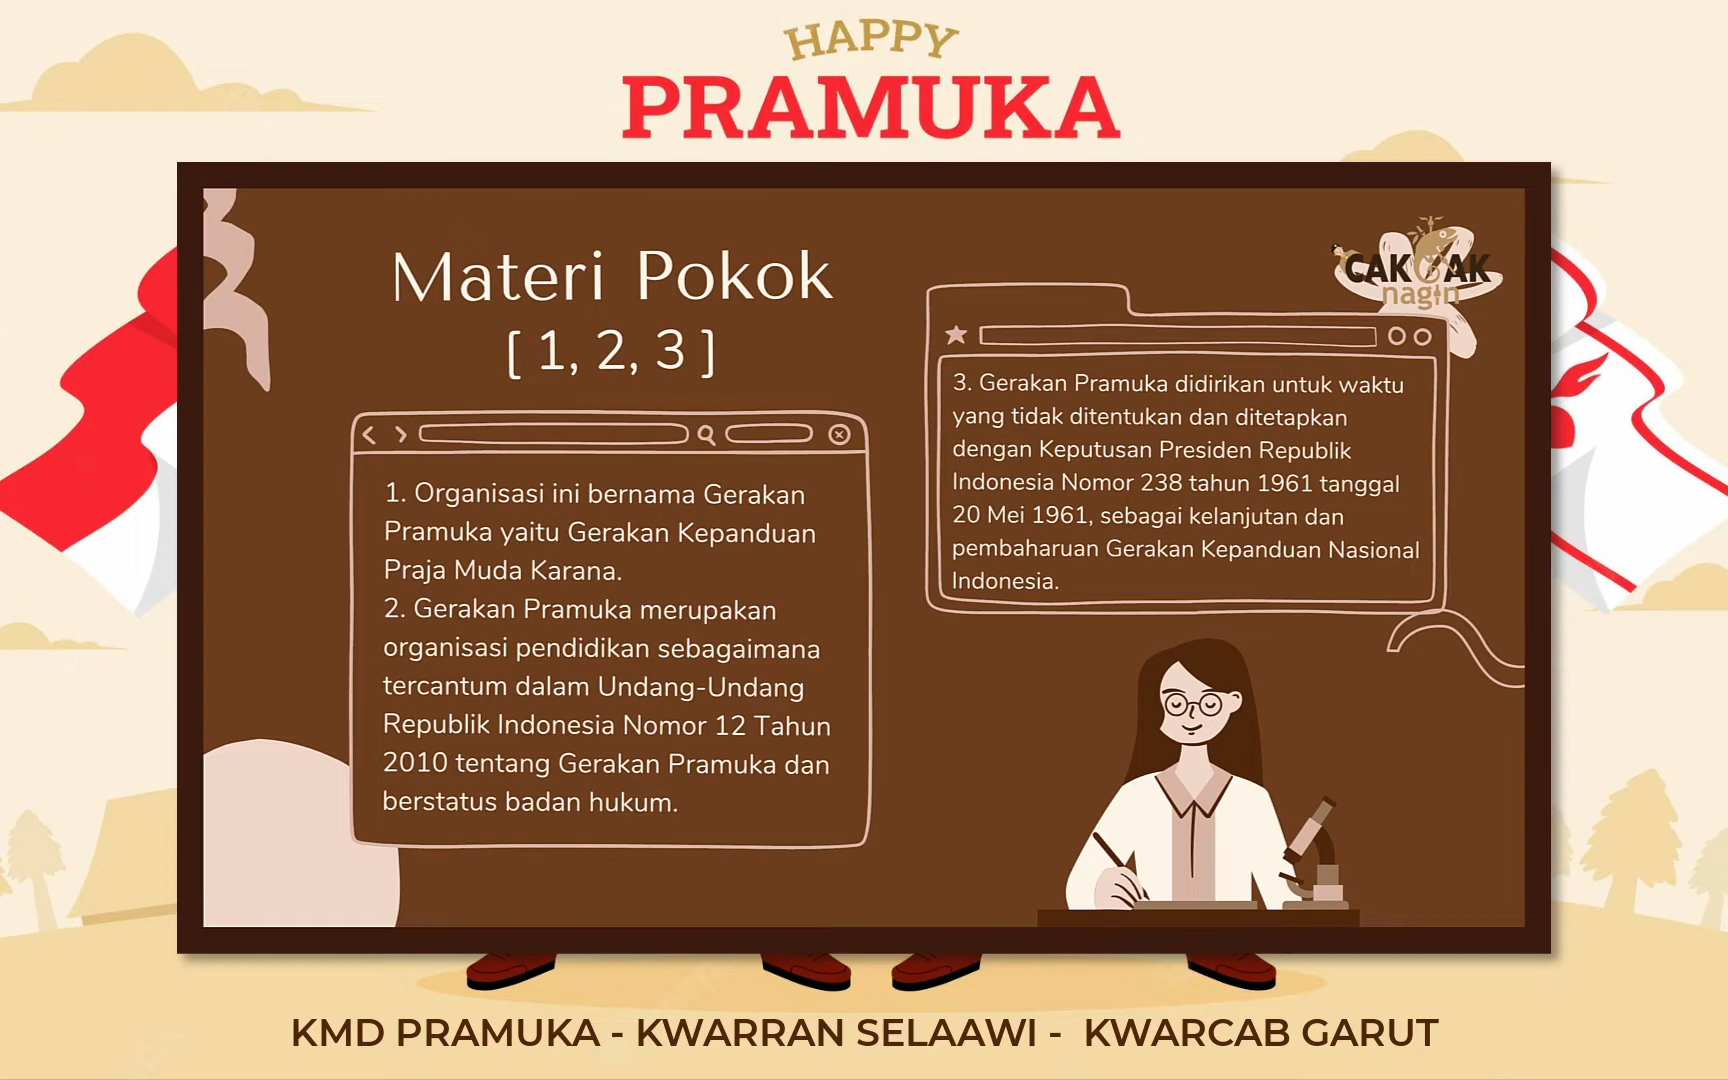 HAPPY
PRAMUKA
Materi Pokok
[ 1, 2, 3 ]
1. Organisasi ini bernama Gerakan
Pramuka yaitu Gerakan Kepanduan
Praja Muda Karana.
2. Gerakan Pramuka merupakan
organisasi pendidikan sebagaimana
tercantum dalam Undang-Undang
Republik Indonesia Nomor 12 Tahun
2010 tentang Gerakan Pramuka dan
berstatus badan hukum.
CAK AK
nagin
3. Gerakan Pramuka didirikan untuk waktu
yang tidak ditentukan dan ditetapkan
dengan Keputusan Presiden Republik
Indonesia Nomor 238 tahun 1961 tanggal
20 Mei 1961, sebagai kelanjutan dan
pembaharuan Gerakan Kepanduan Nasional
Indonesia.
KMD PRAMUKA - KWARRAN SELAAWI - KWARCAB GARUT